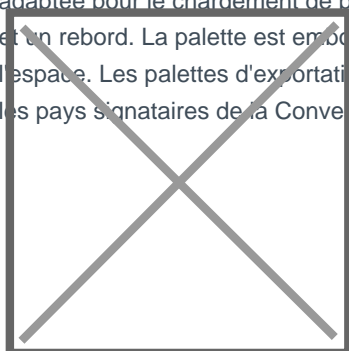 adaptée pour le chargement de
et un rebord. La palette est
l'espace. Les palettes d'exportati
les pays signataires de la Conve